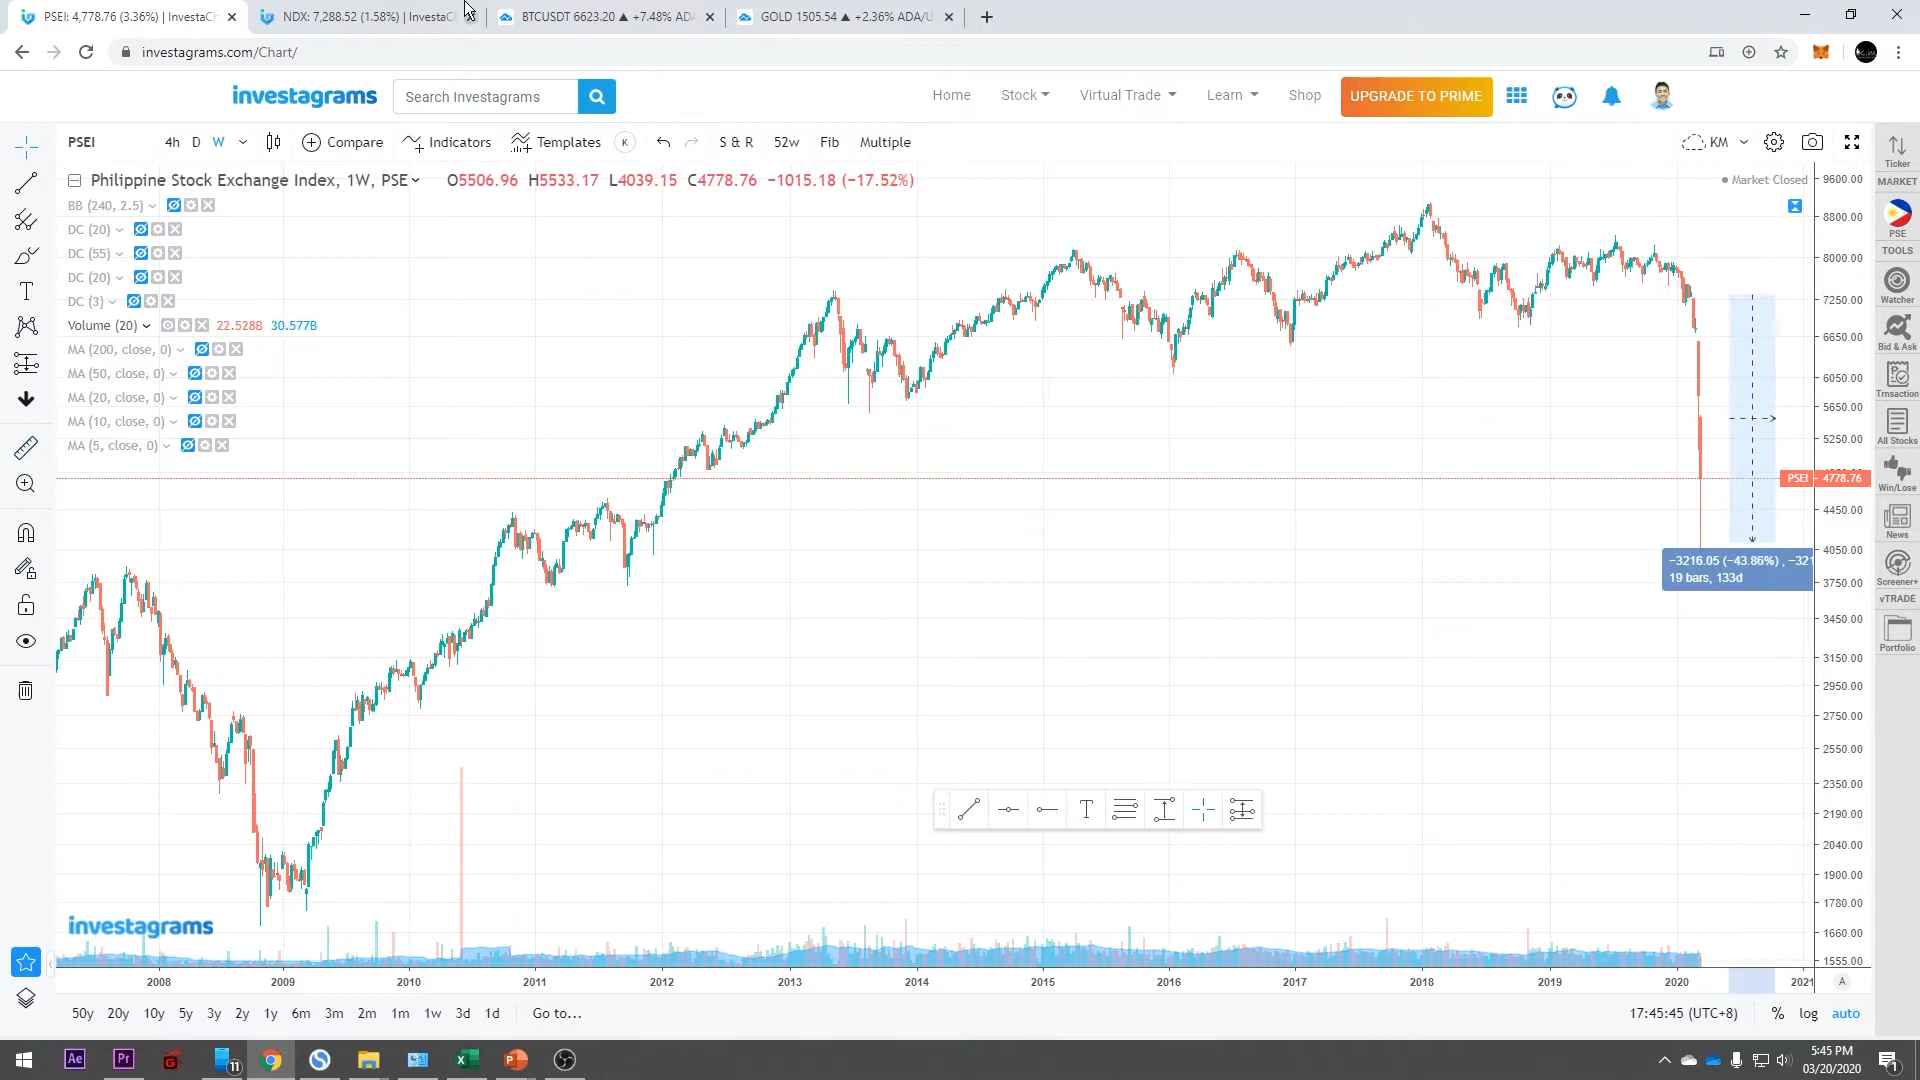 PSEI: 4,778.76 (3.36%) | InvestaCh
NDX: 7,288.52 (1.58%) | InvestaC
BTCUSDT 6623.20 ▲ +7.48% ADA
GOLD 1505.54 ▲ +2.36% ADA/U
investagrams.com/Chart/
investagrams
Search Investagrams
Home
Stock
Virtual Trade
Learn
Shop
UPGRADE TO PRIME
PSEI
4h
D
W
Compare
Indicators
Templates
K
S & R
52w
Fib
Multiple
KM
Philippine Stock Exchange Index, 1W, PSE
O5506.96 H5533.17 L4039.15 C4778.76 −1015.18 (−17.52%)
Market Closed
BB (240, 2.5)
DC (20)
DC (55)
DC (20)
DC (3)
Volume (20)
22.528B
30.577B
MA (200, close, 0)
MA (50, close, 0)
MA (20, close, 0)
MA (10, close, 0)
MA (5, close, 0)
9600.00
8800.00
8000.00
7250.00
6650.00
6050.00
5650.00
5250.00
PSEI
4778.76
4450.00
4050.00
3750.00
3450.00
3150.00
2950.00
2750.00
2550.00
2350.00
2190.00
2040.00
1900.00
1780.00
1660.00
1555.00
−3216.05 (−43.86%) , −321
19 bars, 133d
T
investagrams
2008
2009
2010
2011
2012
2013
2014
2015
2016
2017
2018
2019
2020
2021
A
50y
20y
10y
5y
3y
2y
1y
6m
3m
2m
1m
1w
3d
1d
Go to...
17:45:45 (UTC+8)
%
log
auto
Ticker
MARKET
PSE
TOOLS
Watcher
Bid & Ask
Trnsaction
All Stocks
Win/Lose
News
Screener+
vTRADE
Portfolio
Ae
Pr
11
5:45 PM
03/20/2020
1